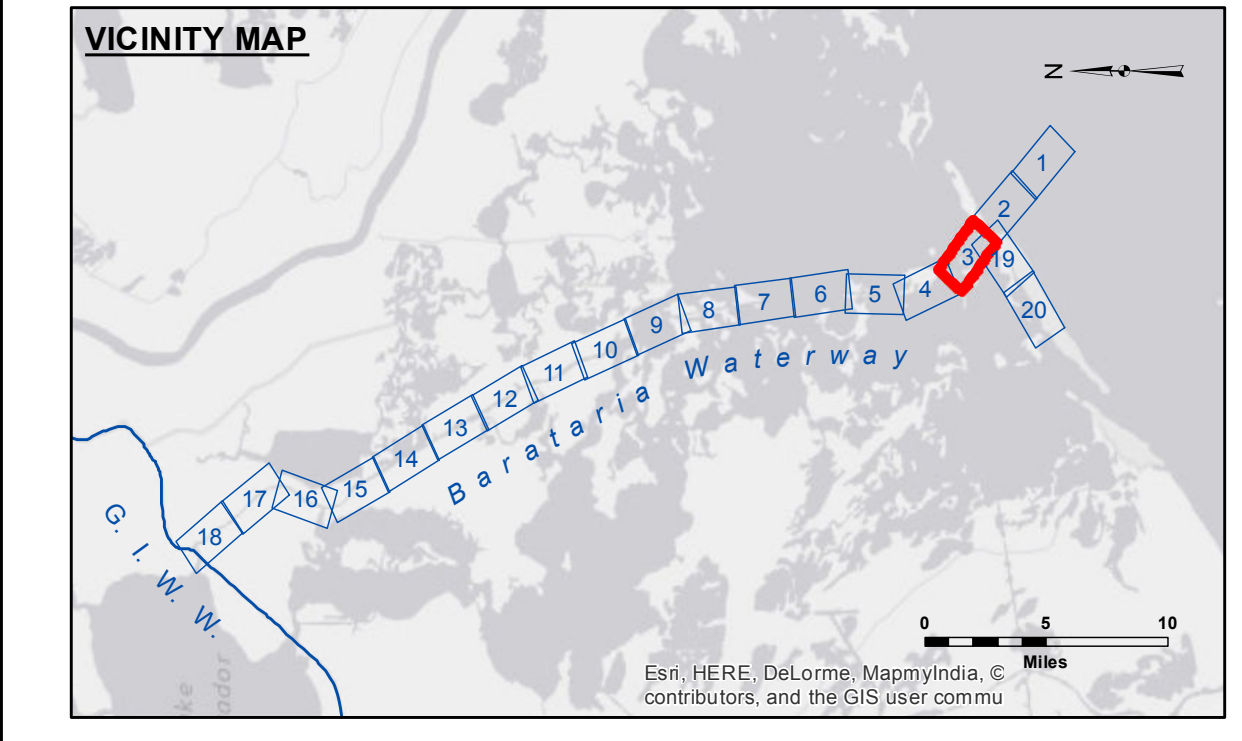 VICINITY MAP
N
1
2
3
19
4
20
5
6
7
8
9
10
11
12
13
14
15
16
17
18
Barataria Waterway
G. I. W. W.
0 5 10
Miles
Esri, HERE, DeLorme, MapmyIndia, ©
contributors, and the GIS user commu